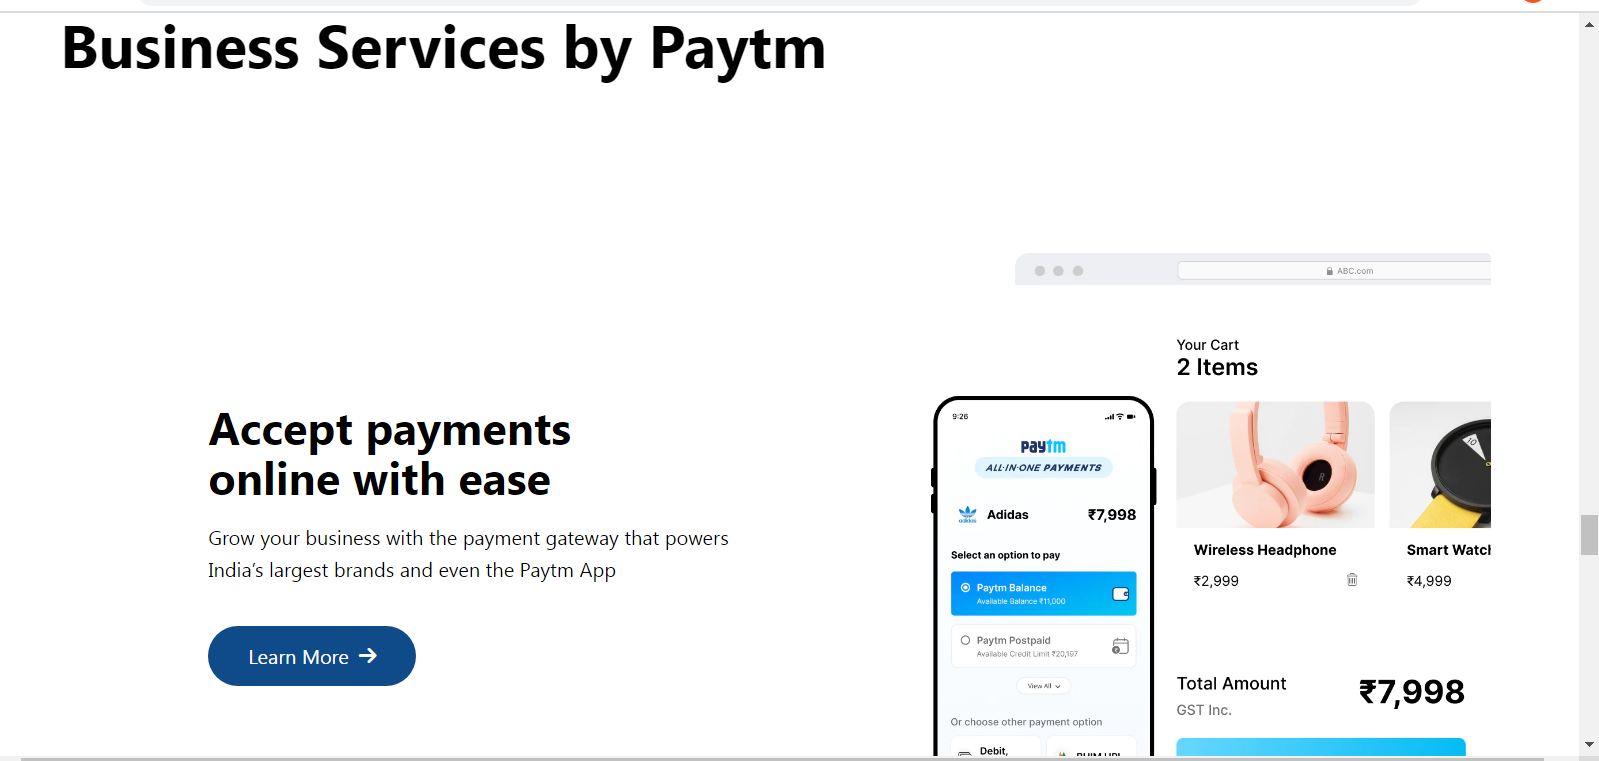 Business Services by Paytm
ABC.com
Your Cart
2 Items
Accept payments
online with ease
Grow your business with the payment gateway that powers
India’s largest brands and even the Paytm App
Learn More
9:26
paytm
ALL-IN-ONE PAYMENTS
adidas
Adidas
₹7,998
Select an option to pay
Paytm Balance
Available Balance ₹11,000
Paytm Postpaid
Available Credit Limit ₹20,197
View All
Or choose other payment option
Debit,
BHIM UPI
10
R
Wireless Headphone
₹2,999
Smart Watch
₹4,999
Total Amount
₹7,998
GST Inc.